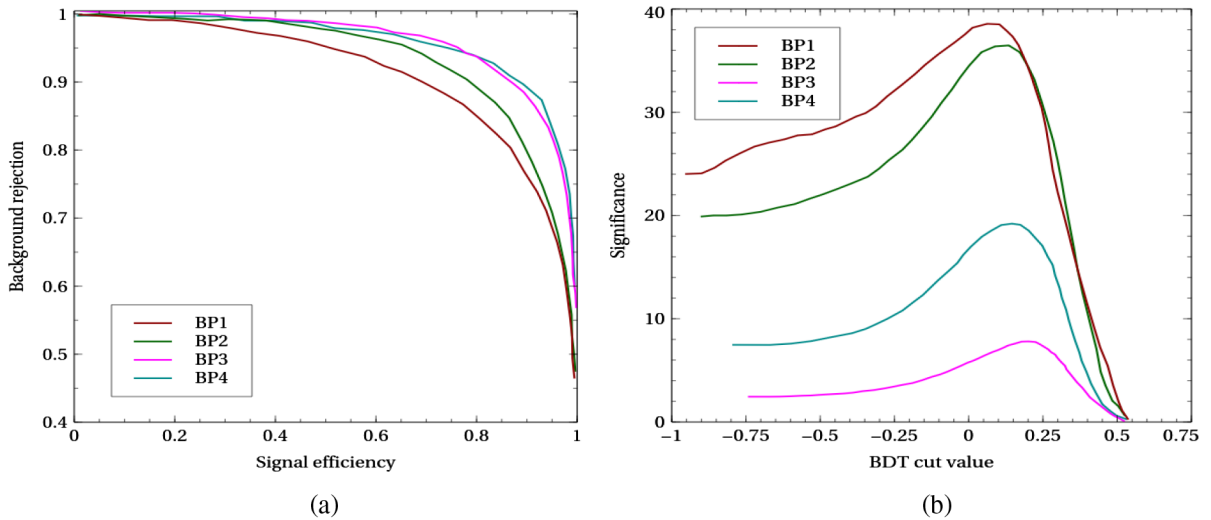 1
0.9
0.8
0.7
0.6
0.5
0.4
0
0.2
0.4
0.6
0.8
1
Background rejection
Signal efficiency
BP1
BP2
BP3
BP4
(a)
40
30
20
10
0
−1
−0.75
−0.5
−0.25
0
0.25
0.5
0.75
Significance
BDT cut value
BP1
BP2
BP3
BP4
(b)